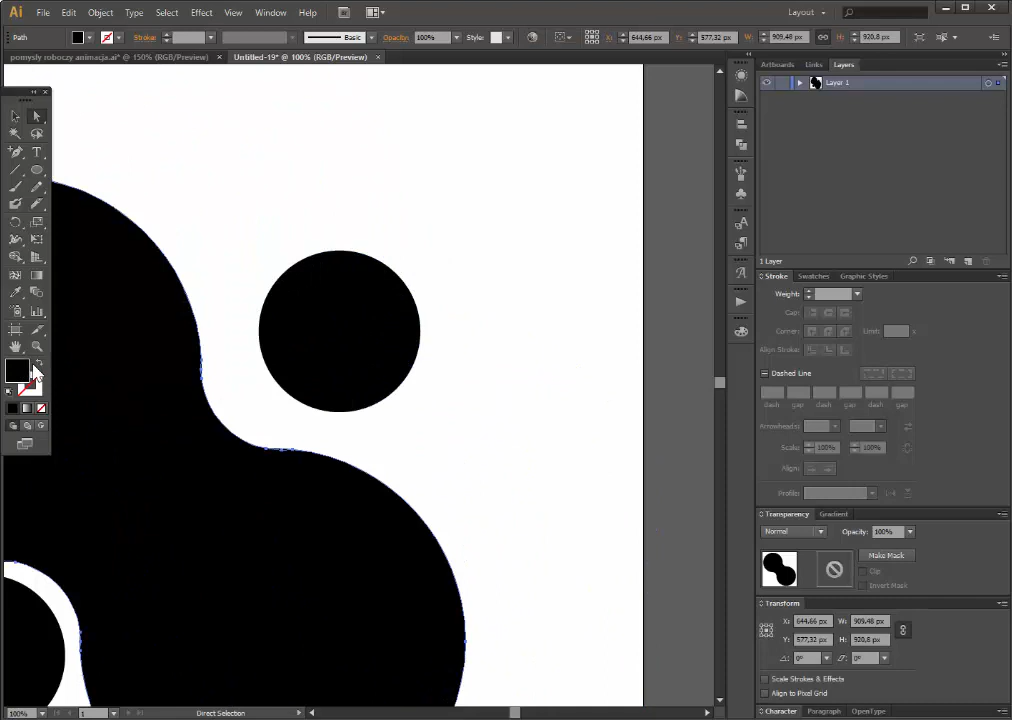 Ai File Edit Object Type Select Effect View Window Help Layout
Path Stroke: Basic Opacity: 100% Style: X: 644,66 px Y: 577,32 px W: 909,48 px H: 920,8 px
pomysły roboczy animacja.ai* @ 150% (RGB/Preview) × Untitled-19* @ 100% (RGB/Preview) ×
Artboards Links Layers
Layer 1
1 Layer
Stroke Swatches Graphic Styles
Weight:
Cap:
Corner: Limit: x
Align Stroke:
Dashed Line
dash gap dash gap dash gap
Arrowheads:
Scale: 100% 100%
Align:
Profile:
Transparency Gradient
Normal Opacity: 100%
Make Mask
Clip
Invert Mask
Transform
X: 644,66 px W: 909,48 px
Y: 577,32 px H: 920,8 px
0° 0°
Scale Strokes & Effects
Align to Pixel Grid
Character Paragraph OpenType
100% 1 Direct Selection